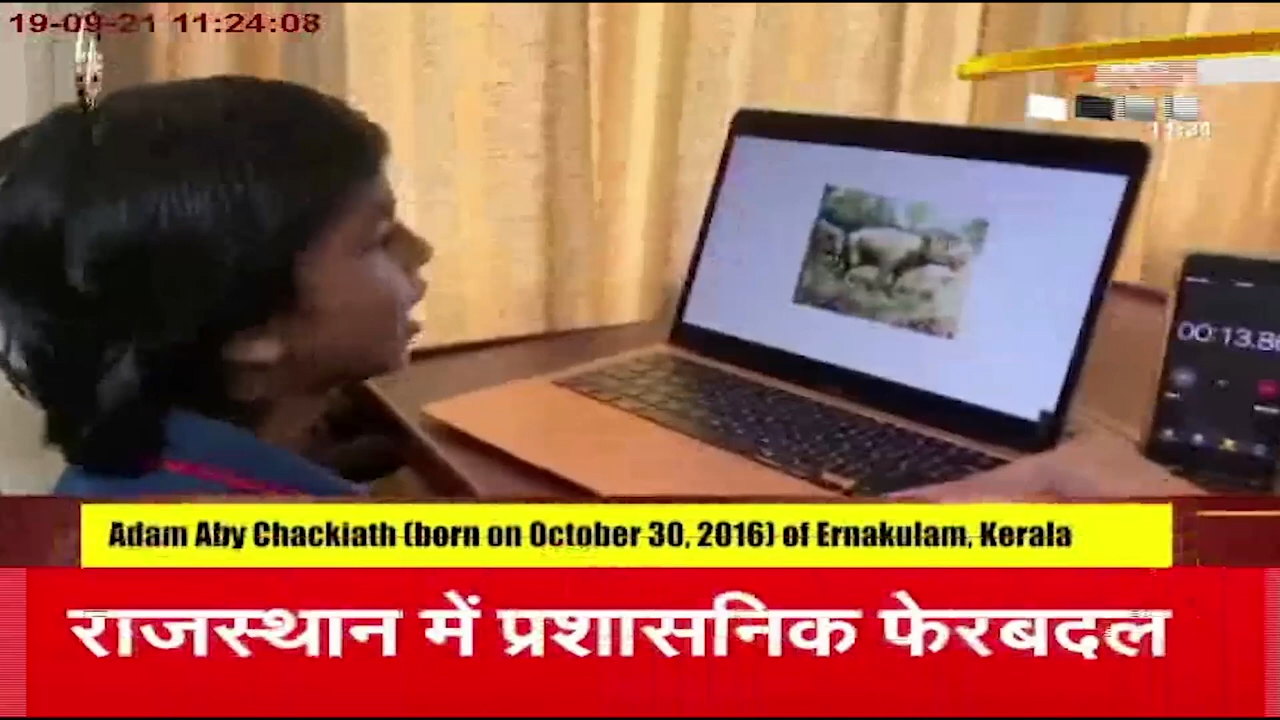 19-09-21 11:24:08
00:13.8
Adam Aby Chackiath (born on October 30, 2016) of Ernakulam, Kerala
राजस्थान में प्रशासनिक फेरबदल